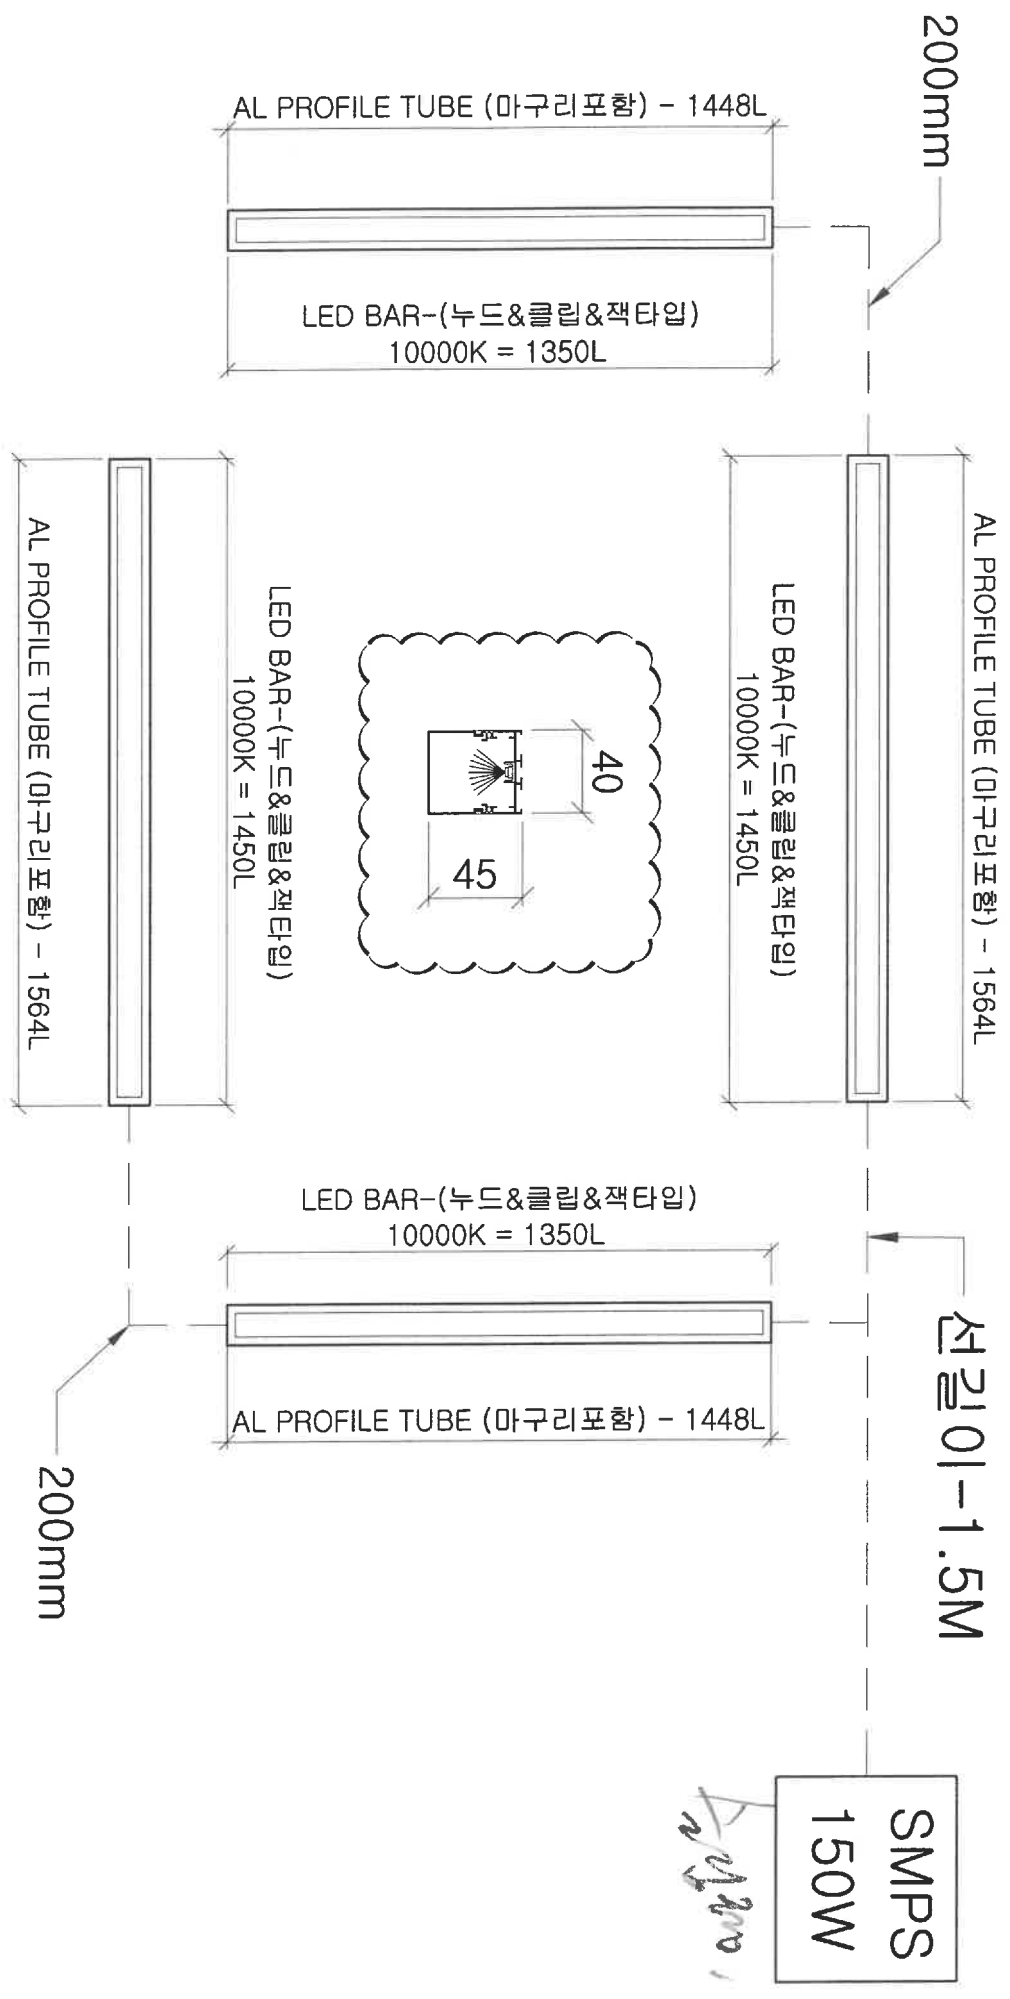 200mm
AL PROFILE TUBE (마구리포함) - 1448L
LED BAR-(누드&클립&잭타입)
10000K = 1350L
AL PROFILE TUBE (마구리포함) - 1564L
LED BAR-(누드&클립&잭타입)
10000K = 1450L
40
45
LED BAR-(누드&클립&잭타입)
10000K = 1450L
AL PROFILE TUBE (마구리포함) - 1564L
LED BAR-(누드&클립&잭타입)
10000K = 1350L
AL PROFILE TUBE (마구리포함) - 1448L
선길이-1.5M
200mm
SMPS
150W